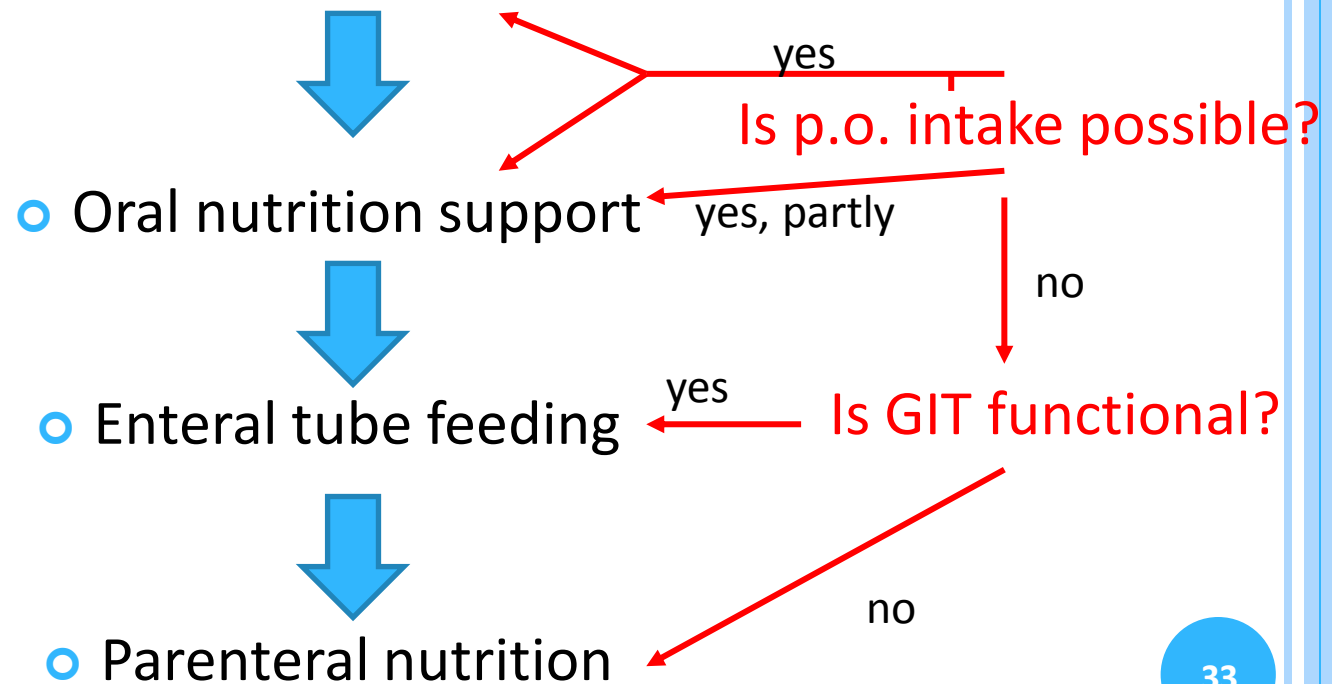 yes
Is p.o. intake possible?
Oral nutrition support
yes, partly
no
yes
Enteral tube feeding
Is GIT functional?
no
Parenteral nutrition
33